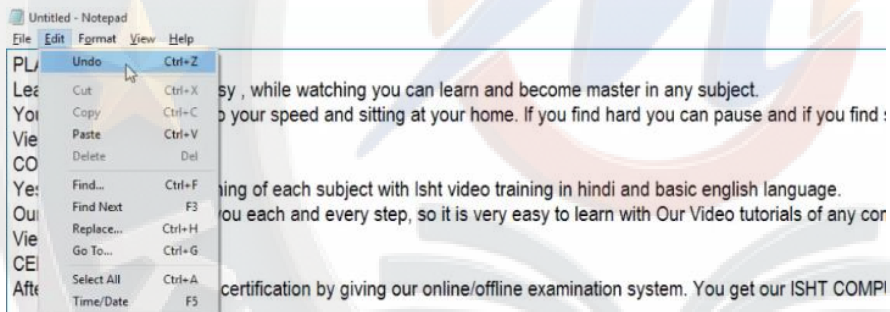 Untitled - Notepad
File Edit Format View Help
Undo Ctrl+Z
Cut Ctrl+X
Copy Ctrl+C
Paste Ctrl+V
Delete Del
Find... Ctrl+F
Find Next F3
Replace... Ctrl+H
Go To... Ctrl+G
Select All Ctrl+A
Time/Date F5
PL
Lea sy , while watching you can learn and become master in any subject.
You your speed and sitting at your home. If you find hard you can pause and if you find
Vie
CO
Yes ing of each subject with Isht video training in hindi and basic english language.
Our ou each and every step, so it is very easy to learn with Our Video tutorials of any
Vie
CE
Afte certification by giving our online/offline examination system. You get our ISHT COMP